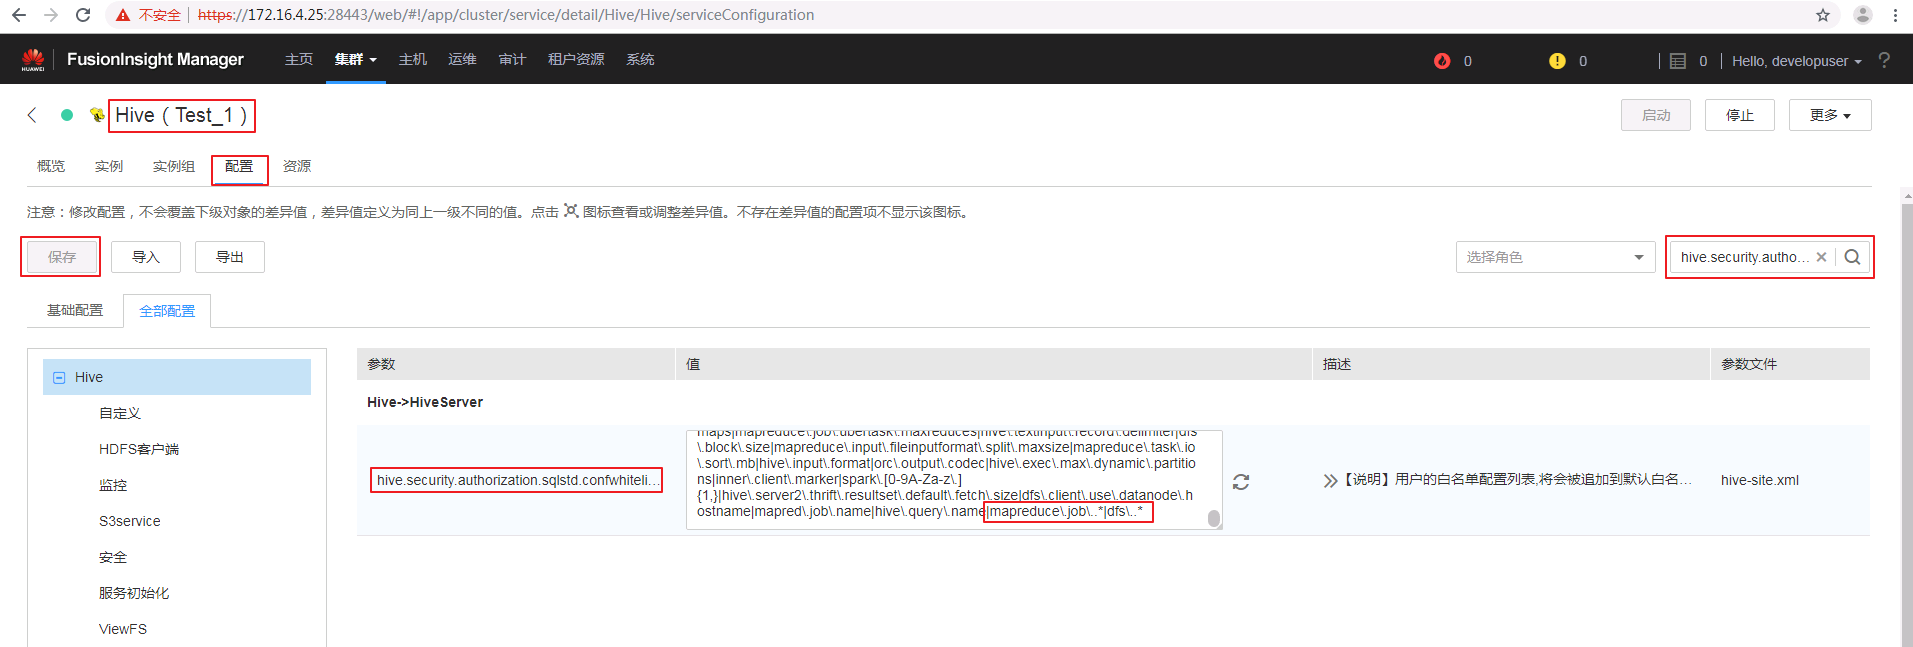 不安全 https://172.16.4.25:28443/web/#!/app/cluster/service/detail/Hive/Hive/serviceConfiguration
HUAWEI FusionInsight Manager 主页 集群 主机 运维 审计 租户资源 系统 0 0 0 Hello, developuser ?
Hive（Test_1） 启动 停止 更多
概览 实例 实例组 配置 资源
注意：修改配置，不会覆盖下级对象的差异值，差异值定义为同上一级不同的值。点击 图标查看或调整差异值。不存在差异值的配置项不显示该图标。
保存 导入 导出 选择角色 hive.security.autho...
基础配置 全部配置
参数 值 描述 参数文件
Hive
Hive->HiveServer
自定义
HDFS客户端
监控
S3service
安全
服务初始化
ViewFS
hive.security.authorization.sqlstd.confwhiteli...
maps|mapreduce\.job\.ubertask\.maxreduces|hive\.textinput\.record\.delimiter|dfs
\.block\.size|mapreduce\.input\.fileinputformat\.split\.maxsize|mapreduce\.task\.io
\.sort\.mb|hive\.input\.format|orc\.output\.codec|hive\.exec\.max\.dynamic\.partitio
ns|inner\.client\.marker|spark\.[0-9A-Za-z\.]
{1,}|hive\.server2\.thrift\.resultset\.default\.fetch\.size|dfs\.client\.use\.datanode\.h
ostname|mapred\.job\.name|hive\.query\.name|mapreduce\.job\..*|dfs\..*
【说明】用户的白名单配置列表,将会被追加到默认白名...
hive-site.xml